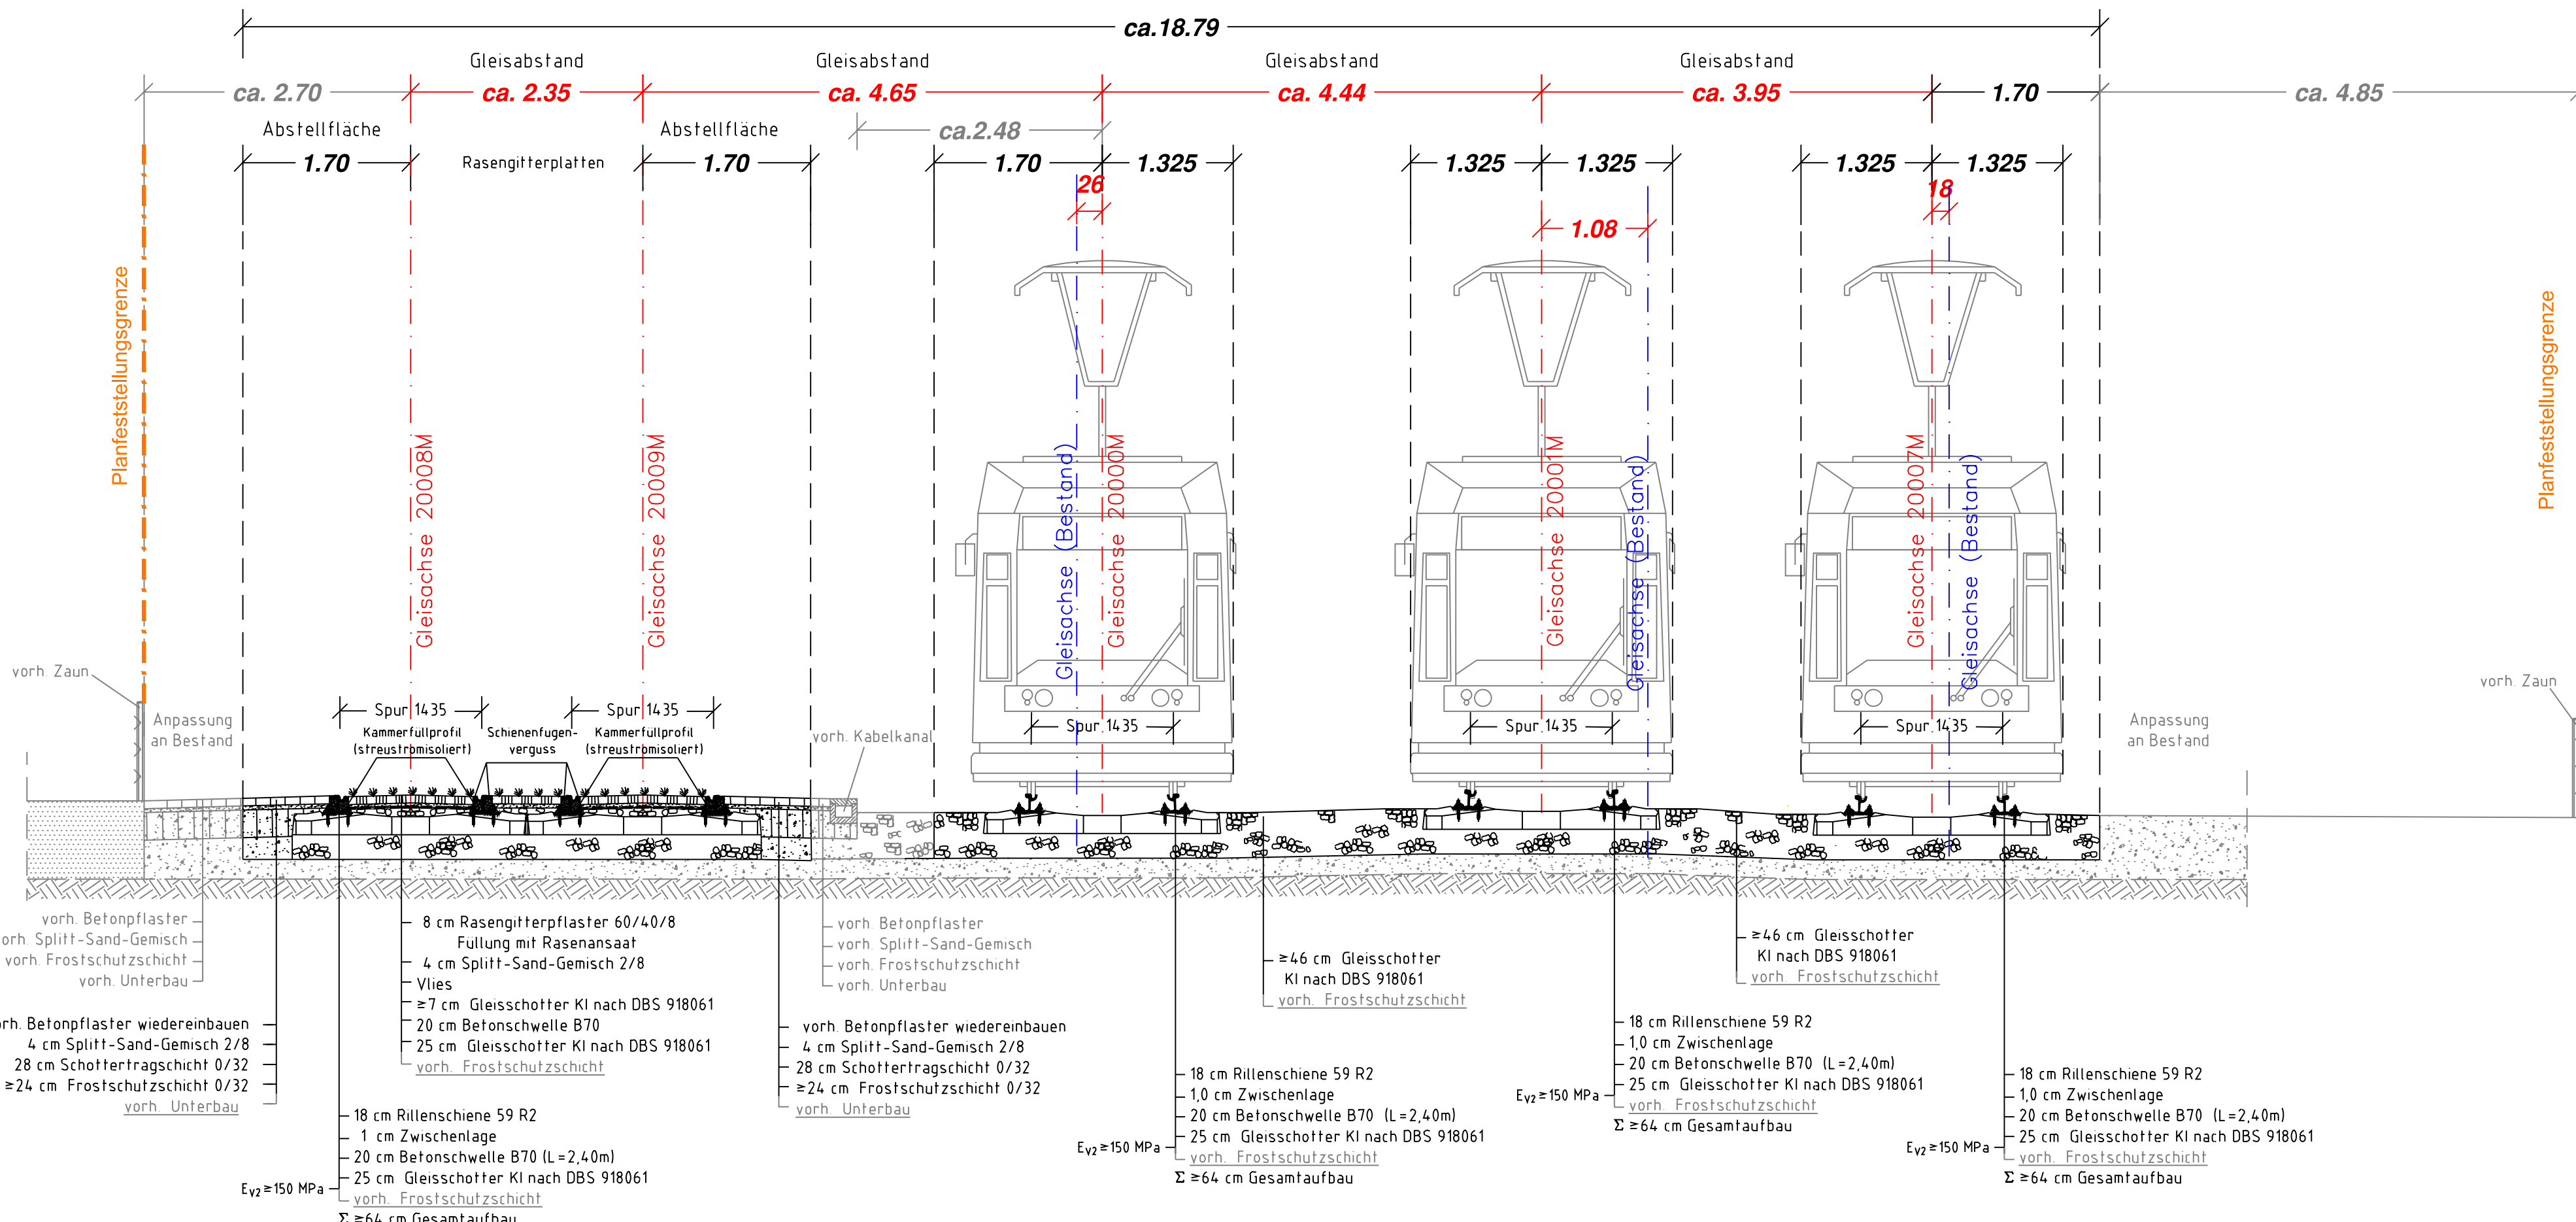 ca.18.79
Gleisabstand Gleisabstand Gleisabstand Gleisabstand
ca. 2.70 ca. 2.35 ca. 4.65 ca. 4.44 ca. 3.95 1.70 ca. 4.85
Abstellfläche Abstellfläche ca.2.48
1.70 Rasengitterplatten 1.70 1.70 1.325 1.325 1.325 1.325 1.325
26 18
1.08
Planfeststellungsgrenze
Gleisachse 20008M
Gleisachse 20009M
Gleisachse (Bestand)
Gleisachse 20000M
Gleisachse 20001M
Gleisachse (Bestand)
Gleisachse 20007M
Gleisachse (Bestand)
Planfeststellungsgrenze
vorh. Zaun
vorh. Zaun
Anpassung
an Bestand
Spur 1435 Spur 1435
Kammerfüllprofil
(streustromisoliert)
Schienenfugen-
verguss
Kammerfüllprofil
(streustromisoliert)
vorh. Kabelkanal
Spur 1435 Spur 1435 Spur 1435
Anpassung
an Bestand
vorh. Betonpflaster
vorh. Splitt-Sand-Gemisch
vorh. Frostschutzschicht
vorh. Unterbau
vorh. Betonpflaster wiedereinbauen
4 cm Splitt-Sand-Gemisch 2/8
28 cm Schottertragschicht 0/32
≥24 cm Frostschutzschicht 0/32
vorh. Unterbau
8 cm Rasengitterpflaster 60/40/8
Füllung mit Rasenansaat
4 cm Splitt-Sand-Gemisch 2/8
Vlies
≥7 cm Gleisschotter KI nach DBS 918061
20 cm Betonschwelle B70
25 cm Gleisschotter KI nach DBS 918061
vorh. Frostschutzschicht
18 cm Rillenschiene 59 R2
1 cm Zwischenlage
20 cm Betonschwelle B70 (L=2,40m)
25 cm Gleisschotter KI nach DBS 918061
Ev2≥150 MPa
vorh. Frostschutzschicht
Σ ≥64 cm Gesamtaufbau
vorh. Betonpflaster
vorh. Splitt-Sand-Gemisch
vorh. Frostschutzschicht
vorh. Unterbau
vorh. Betonpflaster wiedereinbauen
4 cm Splitt-Sand-Gemisch 2/8
28 cm Schottertragschicht 0/32
≥24 cm Frostschutzschicht 0/32
vorh. Unterbau
18 cm Rillenschiene 59 R2
1,0 cm Zwischenlage
20 cm Betonschwelle B70 (L=2,40m)
25 cm Gleisschotter KI nach DBS 918061
Ev2≥150 MPa
vorh. Frostschutzschicht
Σ ≥64 cm Gesamtaufbau
≥46 cm Gleisschotter
KI nach DBS 918061
vorh. Frostschutzschicht
18 cm Rillenschiene 59 R2
1,0 cm Zwischenlage
20 cm Betonschwelle B70 (L=2,40m)
25 cm Gleisschotter KI nach DBS 918061
Ev2≥150 MPa
vorh. Frostschutzschicht
Σ ≥64 cm Gesamtaufbau
≥46 cm Gleisschotter
KI nach DBS 918061
vorh. Frostschutzschicht
18 cm Rillenschiene 59 R2
1,0 cm Zwischenlage
20 cm Betonschwelle B70 (L=2,40m)
25 cm Gleisschotter KI nach DBS 918061
Ev2≥150 MPa
vorh. Frostschutzschicht
Σ ≥64 cm Gesamtaufbau